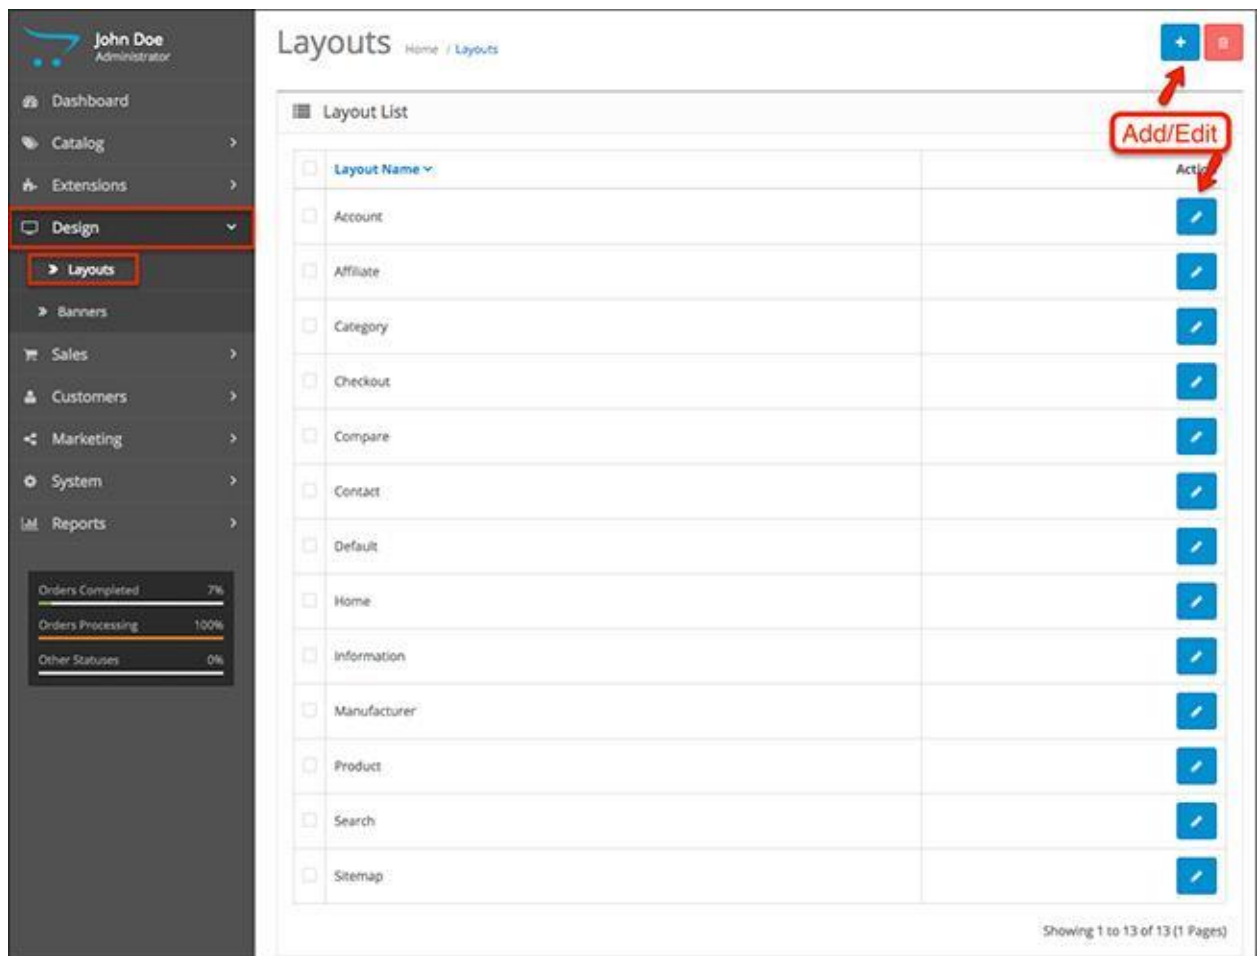 John Doe
Administrator
Dashboard
Catalog
Extensions
Design
Layouts
Banners
Sales
Customers
Marketing
System
Reports
Orders Completed 7%
Orders Processing 100%
Other Statuses 0%
Layouts Home / Layouts
Add/Edit
Layout List
Layout Name Action
Account
Affiliate
Category
Checkout
Compare
Contact
Default
Home
Information
Manufacturer
Product
Search
Sitemap
Showing 1 to 13 of 13 (1 Pages)